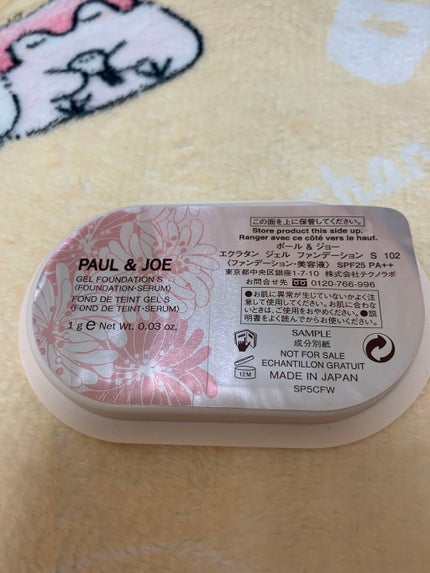 PAUL & JOE
GEL FOUNDATION S
〈FOUNDATION・SERUM〉
FOND DE TEINT GEL S
〈FOND DE TEINT・SERUM〉
1 g e Net Wt. 0.03 oz.
この面を上に保管してください。
Store product this side up.
Ranger avec ce côté vers le haut.
ポール & ジョー
エクラタン ジェル ファンデーション S 102
〈ファンデーション・美容液〉 SPF25 PA++
東京都中央区銀座1-7-10 株式会社テクノラボ
お問合せ先 0120-766-996
●お肌に異常が生じていないかよく注
意して使用してください。お肌に合わな
いときは、ご使用をおやめください。●説
明書をよく読んでからお使いください。
SAMPLE
成分別紙
NOT FOR SALE
ECHANTILLON GRATUIT
MADE IN JAPAN
SP5CFW
12M